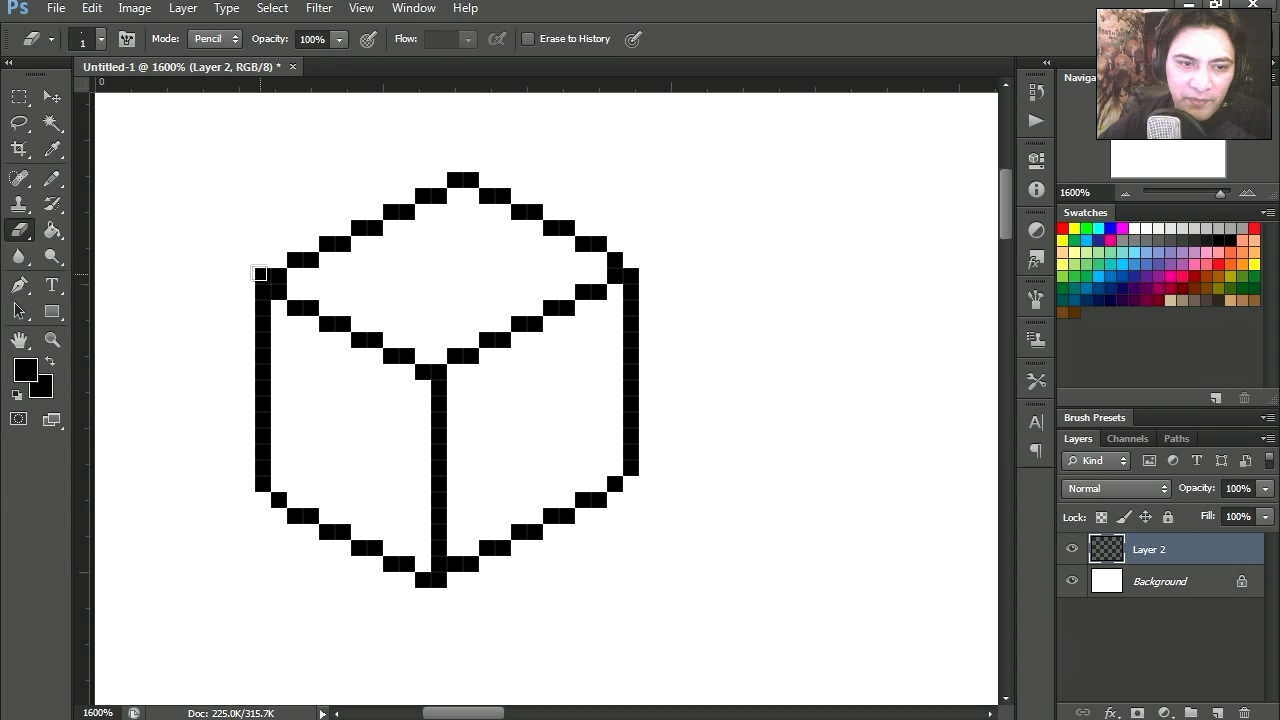 Ps File Edit Image Layer Type Select Filter View Window Help
1 Mode: Pencil Opacity: 100% Flow: Erase to History
Untitled-1 @ 1600% (Layer 2, RGB/8) * ×
0
Naviga
1600%
Swatches
Brush Presets
Layers Channels Paths
Kind
Normal Opacity: 100%
Lock: Fill: 100%
Layer 2
Background
fx
1600% Doc: 225.0K/315.7K